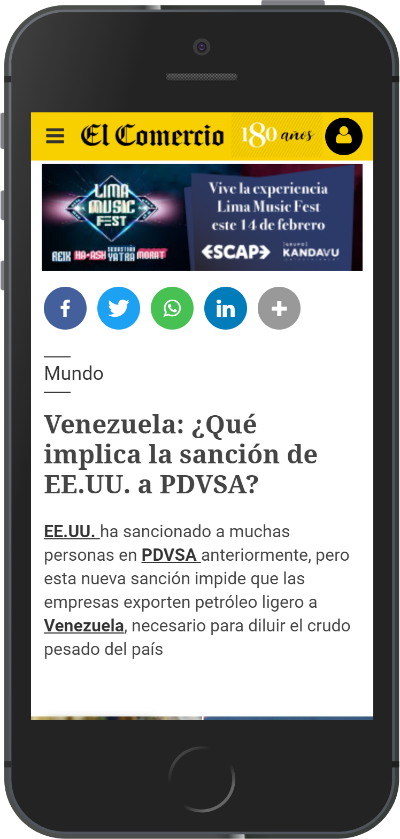 El Comercio 180 años
LIMA
MUSIC
FEST
REIK HA*ASH SEBASTIÁN YATRA MORAT
Vive la experiencia
Lima Music Fest
este 14 de febrero
ESCAPE GRUPO KANDAVU
Mundo
Venezuela: ¿Qué
implica la sanción de
EE.UU. a PDVSA?
EE.UU. ha sancionado a muchas
personas en PDVSA anteriormente, pero
esta nueva sanción impide que las
empresas exporten petróleo ligero a
Venezuela, necesario para diluir el crudo
pesado del país